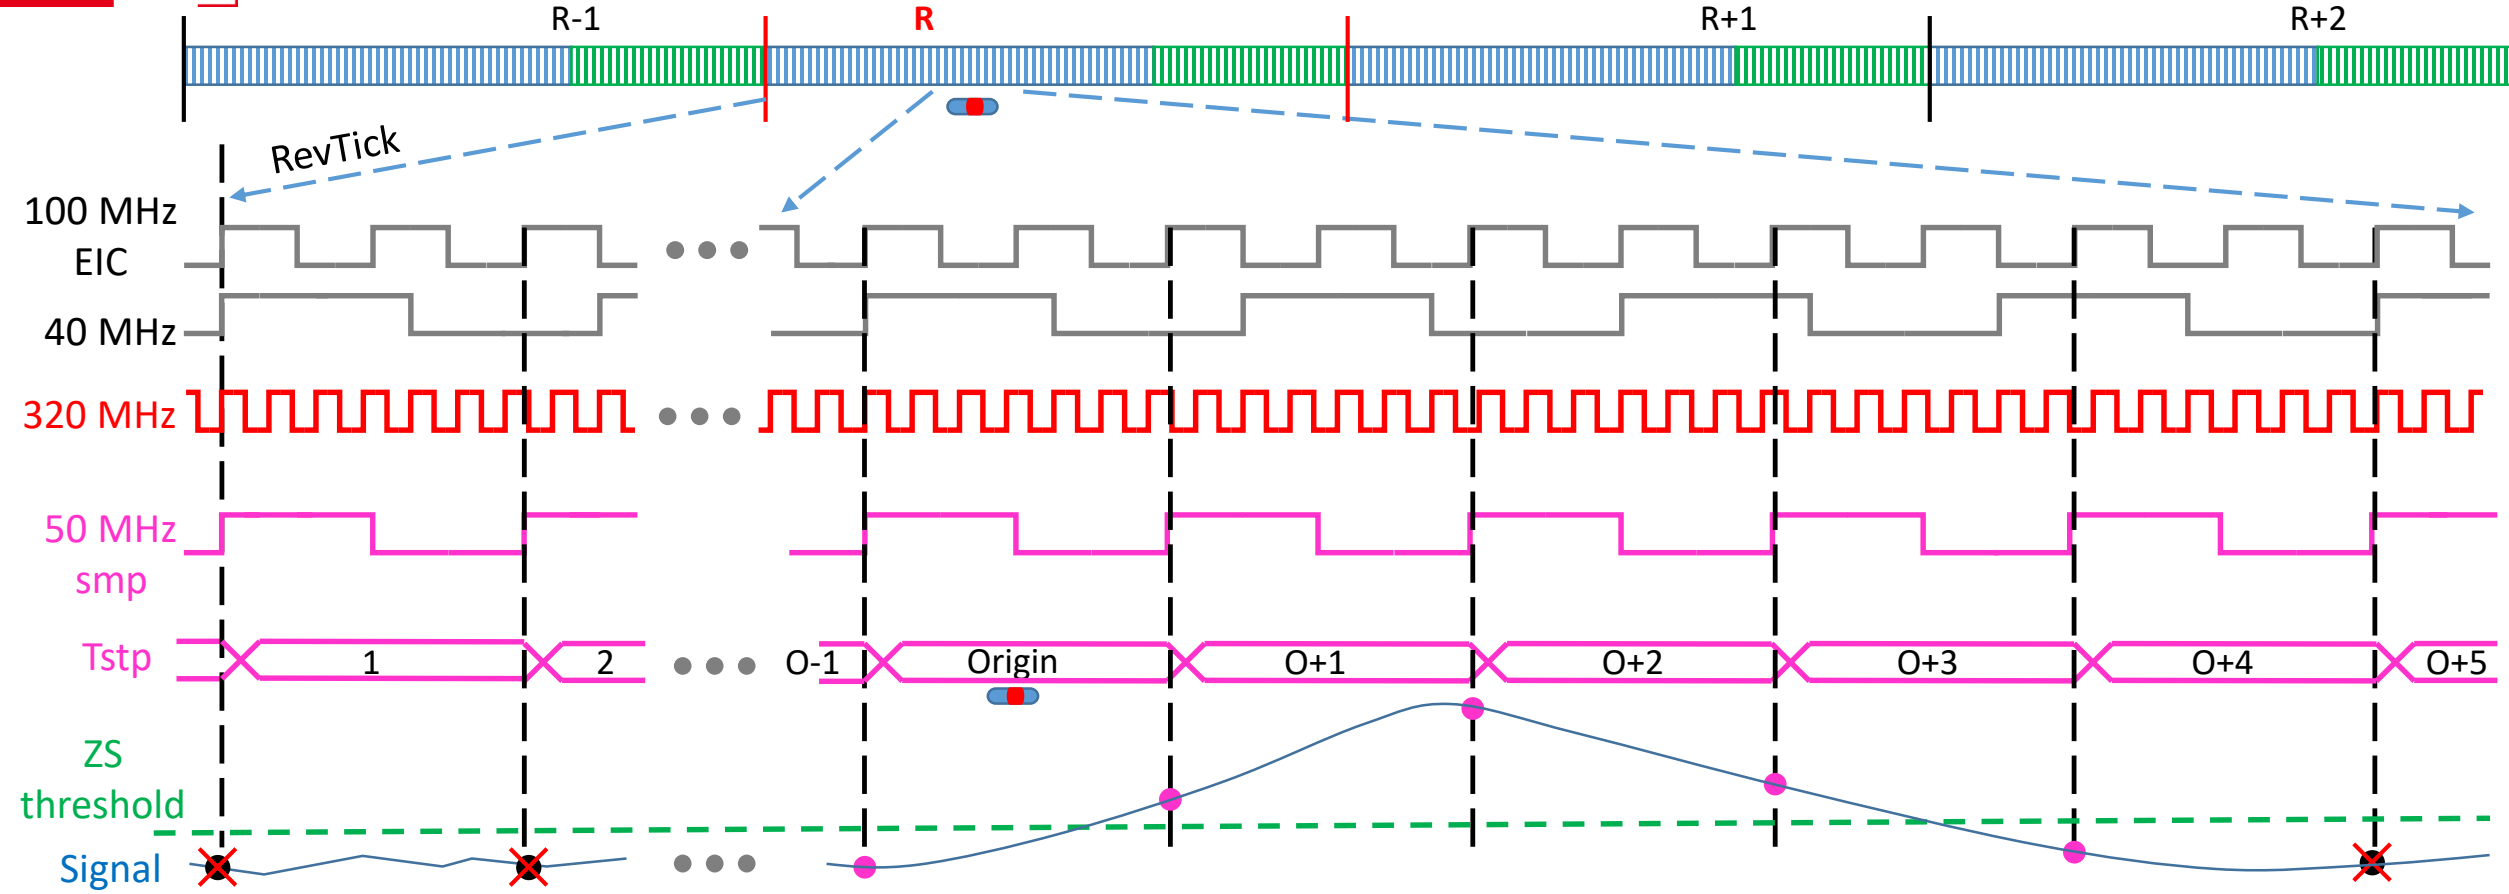 R-1
R
R+1
R+2
RevTick
100 MHz
EIC
40 MHz
320 MHz
50 MHz
smp
Tstp
1
2
O-1
Origin
O+1
O+2
O+3
O+4
O+5
ZS
threshold
Signal